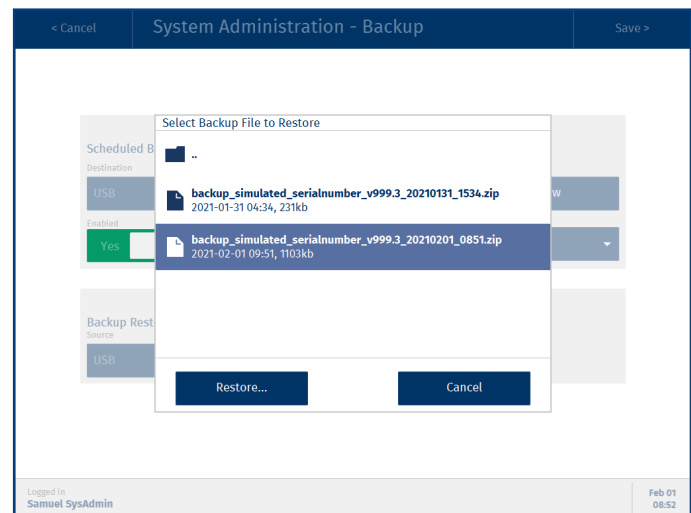 < Cancel
System Administration - Backup
Save >
Select Backup File to Restore
Scheduled B
Destination
USB
Enabled
Yes
..
backup_simulated_serialnumber_v999.3_20210131_1534.zip
2021-01-31 04:34, 231kb
w
backup_simulated_serialnumber_v999.3_20210201_0851.zip
2021-02-01 09:51, 1103kb
Backup Rest
Source
USB
Restore...
Cancel
Logged in
Samuel SysAdmin
Feb 01
08:52